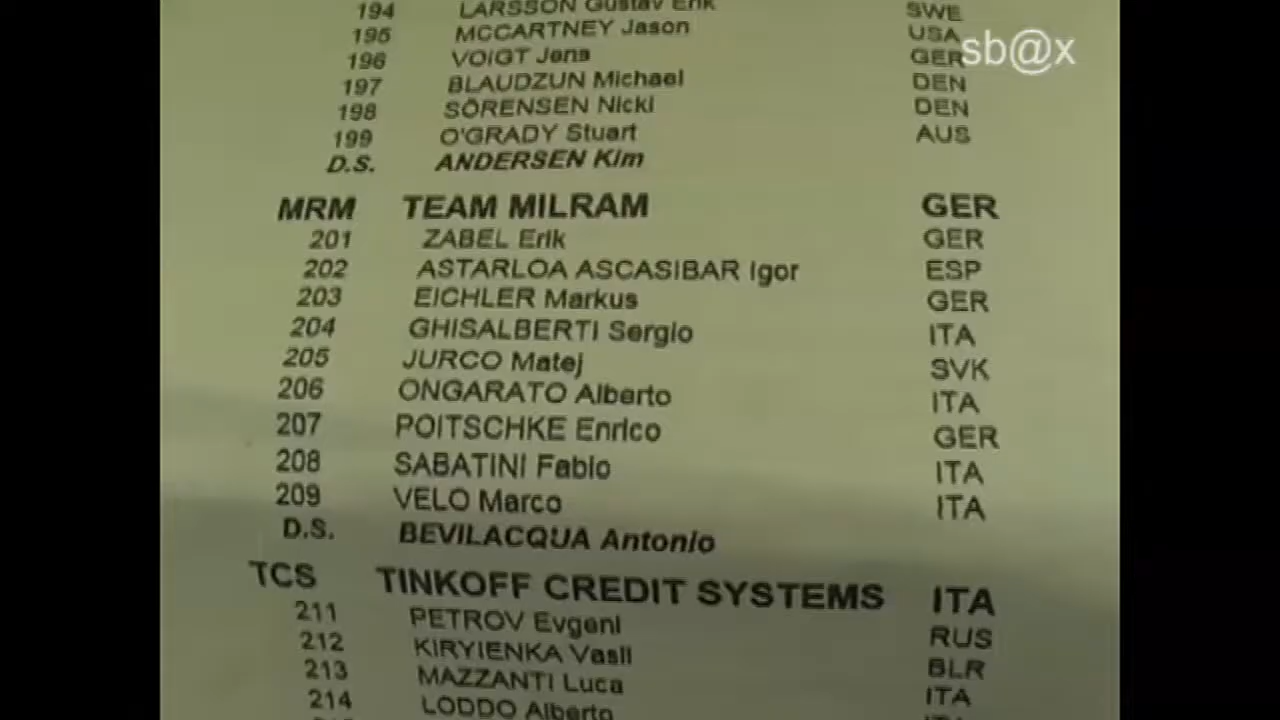 194 LARSSON Gustav Erik SWE
195 MCCARTNEY Jason USA
sb@x
196 VOIGT Jens GER
197 BLAUDZUN Michael DEN
198 SÖRENSEN Nicki DEN
199 O'GRADY Stuart AUS
D.S. ANDERSEN Kim
MRM TEAM MILRAM GER
201 ZABEL Erik GER
202 ASTARLOA ASCASIBAR Igor ESP
203 EICHLER Markus GER
204 GHISALBERTI Sergio ITA
205 JURCO Matej SVK
206 ONGARATO Alberto ITA
207 POITSCHKE Enrico GER
208 SABATINI Fabio ITA
209 VELO Marco ITA
D.S. BEVILACQUA Antonio
TCS TINKOFF CREDIT SYSTEMS ITA
211 PETROV Evgeni RUS
212 KIRYIENKA Vasil BLR
213 MAZZANTI Luca ITA
214 LODDO Alberto